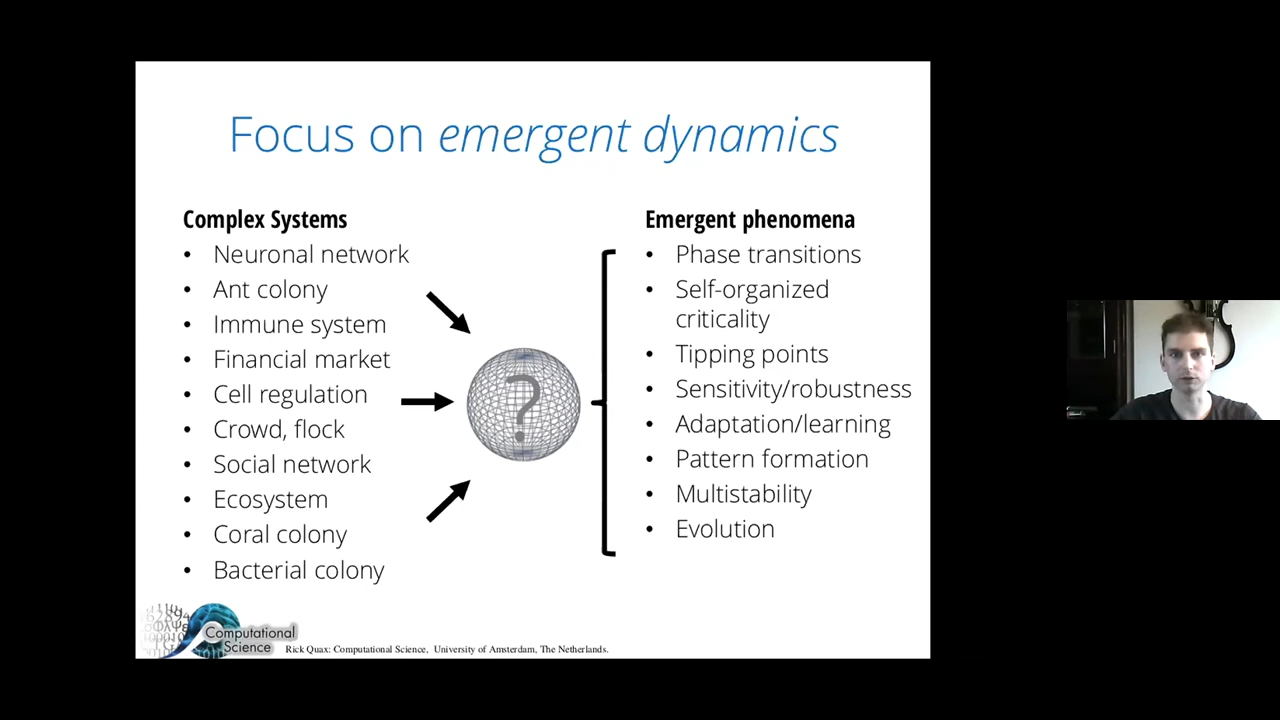 Focus on emergent dynamics
Complex Systems
• Neuronal network
• Ant colony
• Immune system
• Financial market
• Cell regulation
• Crowd, flock
• Social network
• Ecosystem
• Coral colony
• Bacterial colony
?
Emergent phenomena
• Phase transitions
• Self-organized
criticality
• Tipping points
• Sensitivity/robustness
• Adaptation/learning
• Pattern formation
• Multistability
• Evolution
Computational
Science
Rick Quax: Computational Science, University of Amsterdam, The Netherlands.